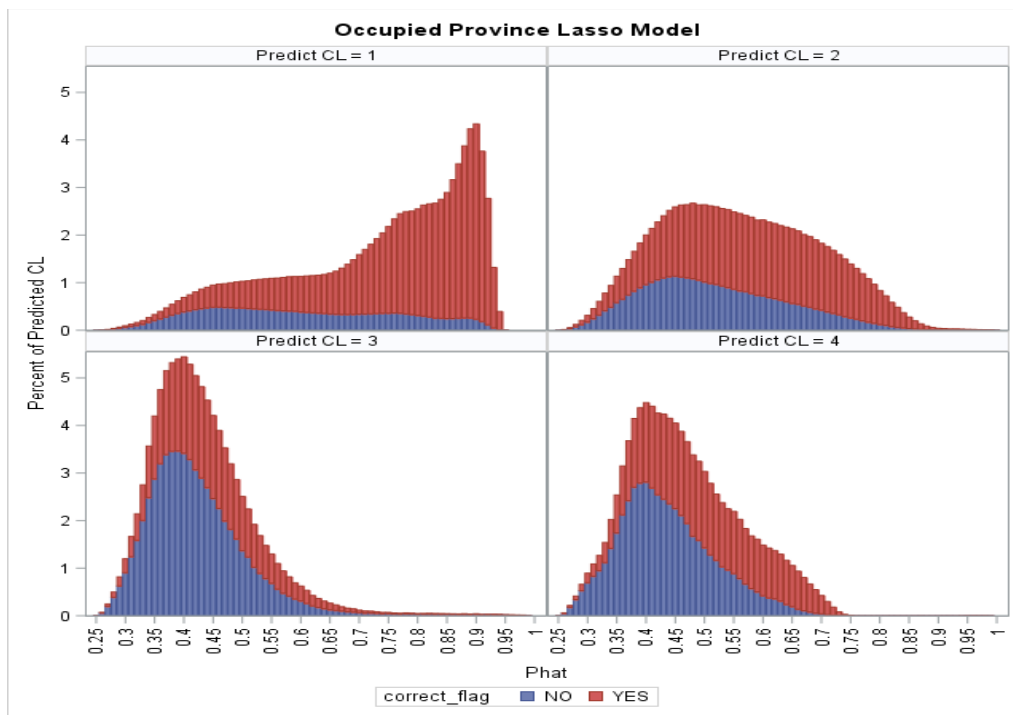 Occupied Province Lasso Model
Predict CL = 1
Predict CL = 2
5
4
3
2
1
0
Predict CL = 3
Predict CL = 4
5
4
3
2
1
0
Percent of Predicted CL
0.25 0.3 0.35 0.4 0.45 0.5 0.55 0.6 0.65 0.7 0.75 0.8 0.85 0.9 0.95 1
0.25 0.3 0.35 0.4 0.45 0.5 0.55 0.6 0.65 0.7 0.75 0.8 0.85 0.9 0.95 1
Phat
correct_flag NO YES